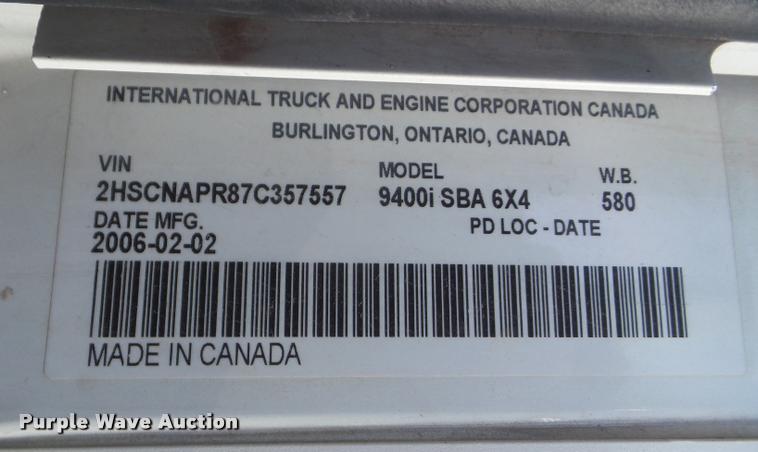 INTERNATIONAL TRUCK AND ENGINE CORPORATION CANADA
BURLINGTON, ONTARIO, CANADA
VIN MODEL W.B.
2HSCNAPR87C357557 9400i SBA 6X4 580
DATE MFG. PD LOC - DATE
2006-02-02
MADE IN CANADA
Purple Wave Auction